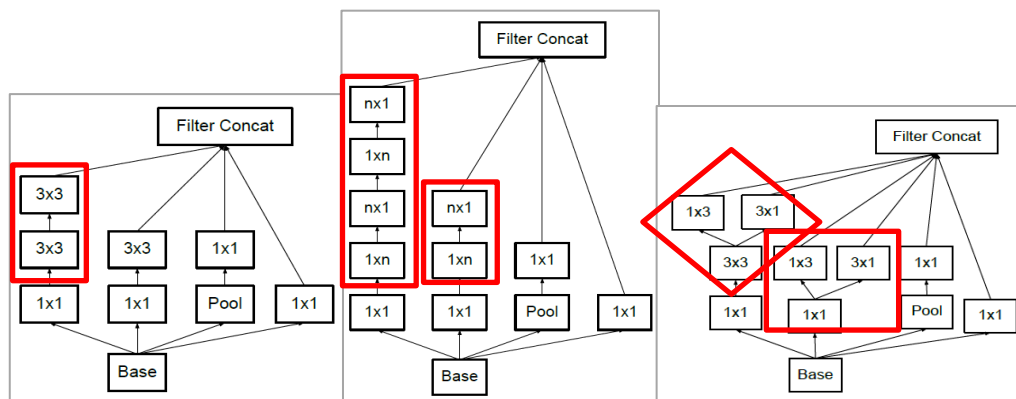 Filter Concat
3x3
3x3
3x3
1x1
1x1
1x1
Pool
1x1
Base
Filter Concat
nx1
1xn
nx1
nx1
1xn
1xn
1x1
1x1
1x1
Pool
1x1
Base
Filter Concat
1x3
3x1
3x3
1x3
3x1
1x1
1x1
1x1
Pool
1x1
Base